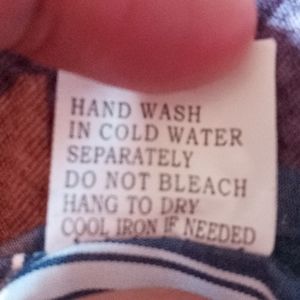 HAND WASH
IN COLD WATER
SEPARATELY
DO NOT BLEACH
HANG TO DRY
COOL IRON IF NEEDED